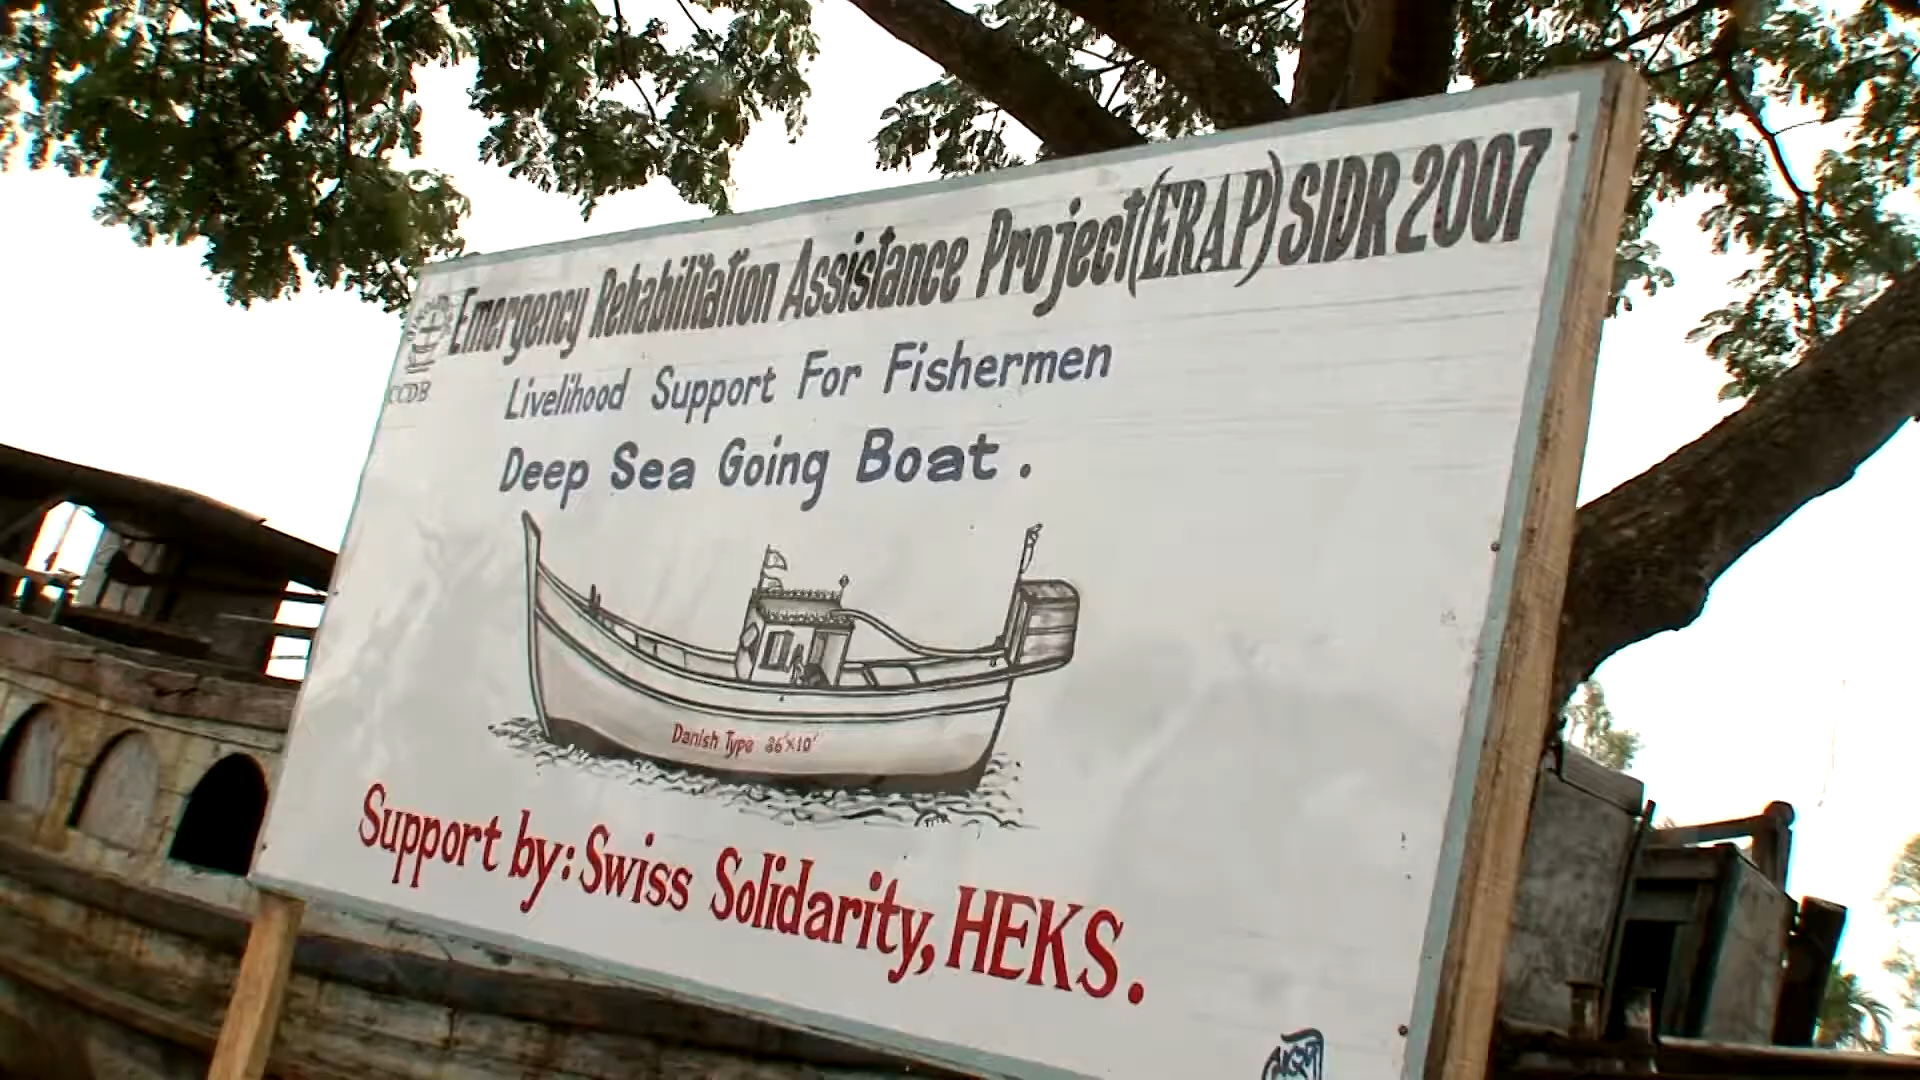 Emergency Rehabilitation Assistance Project(ERAP)SIDR 2007
CCDB
Livelihood Support For Fishermen
Deep Sea Going Boat.
Danish Type 36'×10'
Support by: Swiss Solidarity, HEKS.